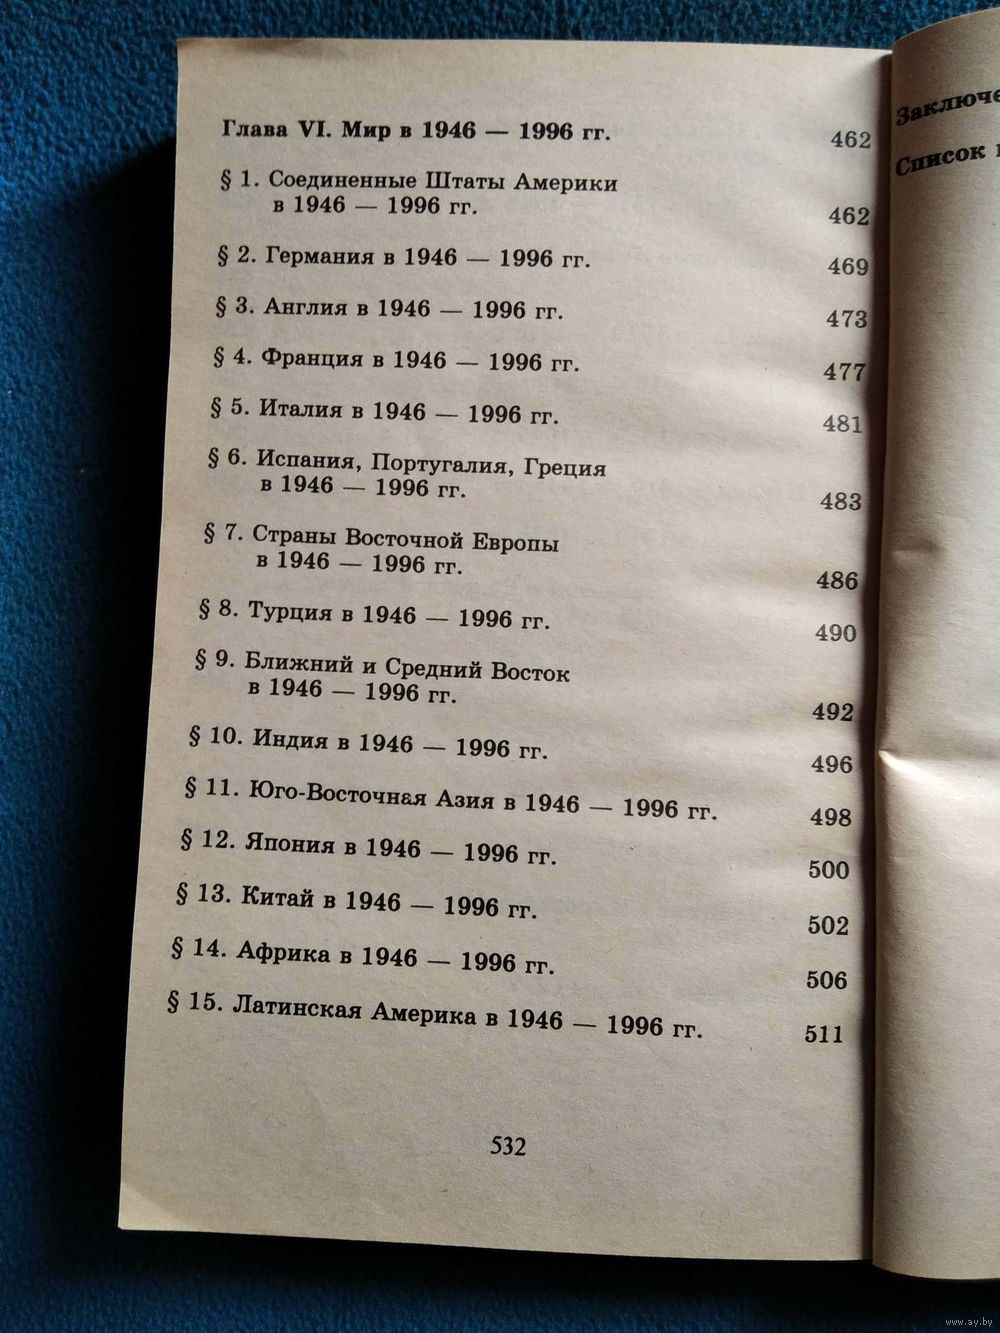 Глава VI. Мир в 1946 — 1996 гг. 462
§ 1. Соединенные Штаты Америки
в 1946 — 1996 гг. 462
§ 2. Германия в 1946 — 1996 гг. 469
§ 3. Англия в 1946 — 1996 гг. 473
§ 4. Франция в 1946 — 1996 гг. 477
§ 5. Италия в 1946 — 1996 гг. 481
§ 6. Испания, Португалия, Греция
в 1946 — 1996 гг. 483
§ 7. Страны Восточной Европы
в 1946 — 1996 гг. 486
§ 8. Турция в 1946 — 1996 гг. 490
§ 9. Ближний и Средний Восток
в 1946 — 1996 гг. 492
§ 10. Индия в 1946 — 1996 гг. 496
§ 11. Юго-Восточная Азия в 1946 — 1996 гг. 498
§ 12. Япония в 1946 — 1996 гг. 500
§ 13. Китай в 1946 — 1996 гг. 502
§ 14. Африка в 1946 — 1996 гг. 506
§ 15. Латинская Америка в 1946 — 1996 гг. 511
532
Заключе
Список
www.ay.by